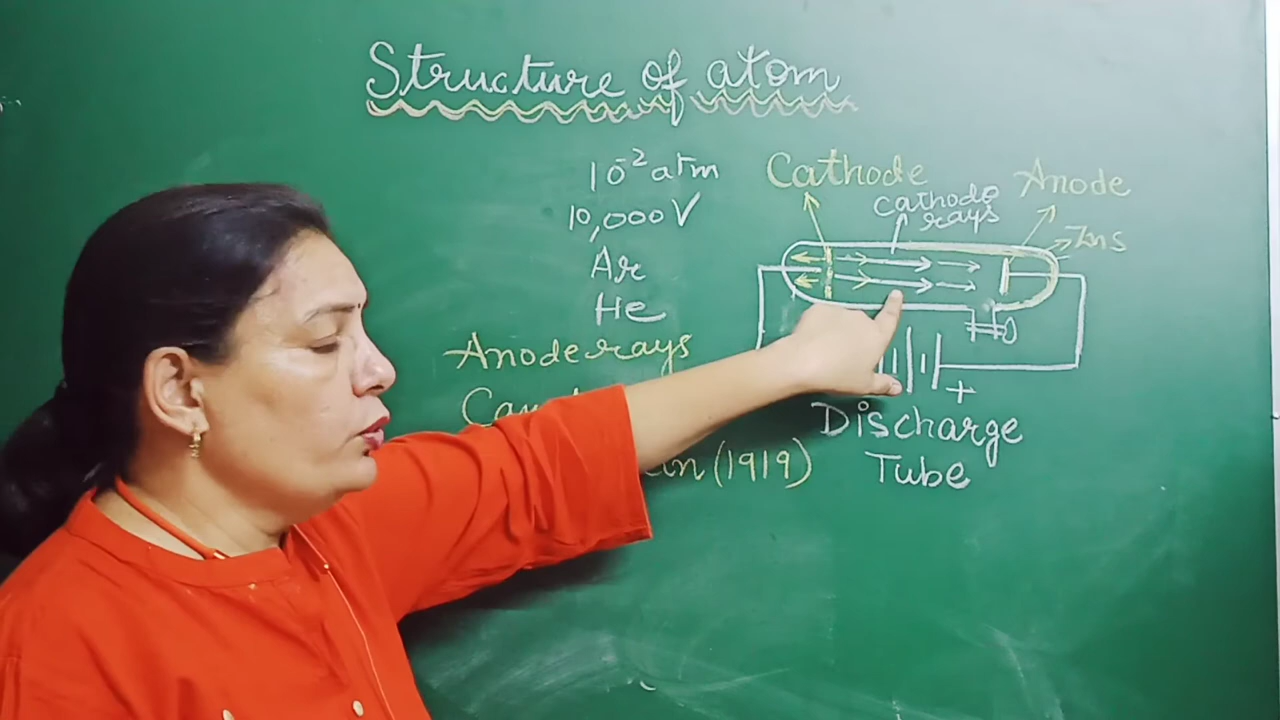 Structure of atom
10⁻² atm
10,000 V
Ar
He
Anode rays
(1919)
Cathode
Cathode
rays
Anode
Zns
+
Discharge
Tube